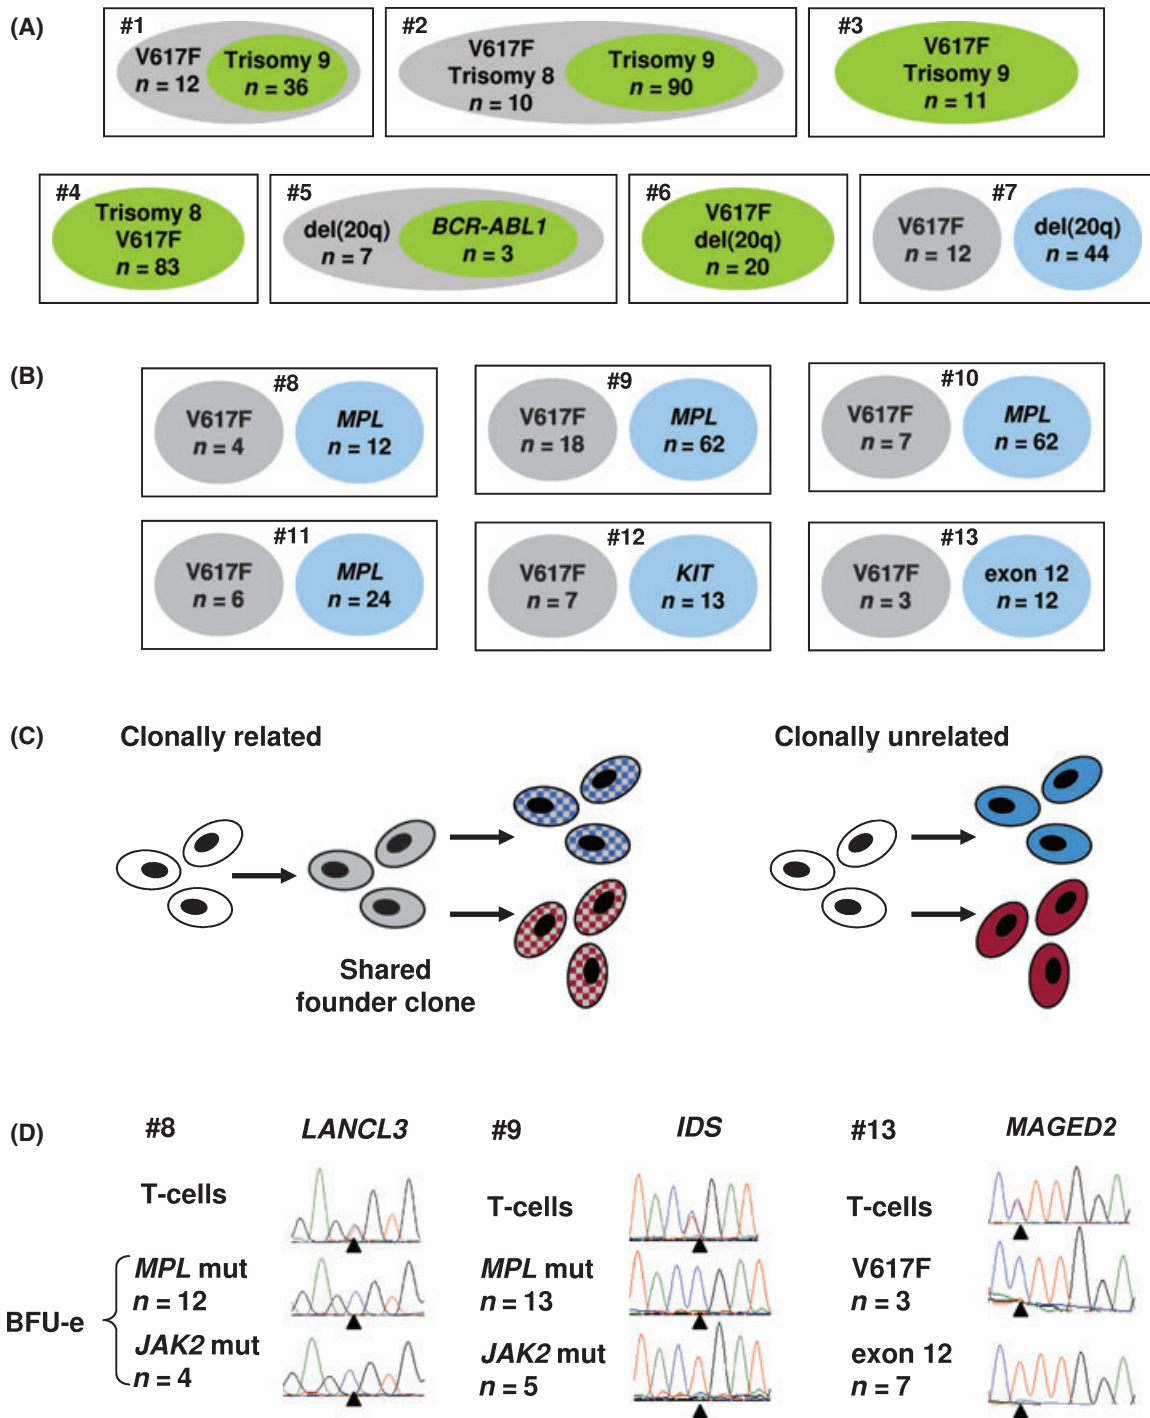 (A)
#1
V617F
n = 12
Trisomy 9
n = 36
#2
V617F
Trisomy 8
n = 10
Trisomy 9
n = 90
#3
V617F
Trisomy 9
n = 11
#4
Trisomy 8
V617F
n = 83
#5
del(20q)
n = 7
BCR-ABL1
n = 3
#6
V617F
del(20q)
n = 20
#7
V617F
n = 12
del(20q)
n = 44
(B)
#8
V617F
n = 4
MPL
n = 12
#9
V617F
n = 18
MPL
n = 62
#10
V617F
n = 7
MPL
n = 62
#11
V617F
n = 6
MPL
n = 24
#12
V617F
n = 7
KIT
n = 13
#13
V617F
n = 3
exon 12
n = 12
(C)
Clonally related
Shared
founder clone
Clonally unrelated
(D)
#8
LANCL3
T-cells
BFU-e
MPL mut
n = 12
JAK2 mut
n = 4
#9
IDS
T-cells
MPL mut
n = 13
JAK2 mut
n = 5
#13
MAGED2
T-cells
V617F
n = 3
exon 12
n = 7